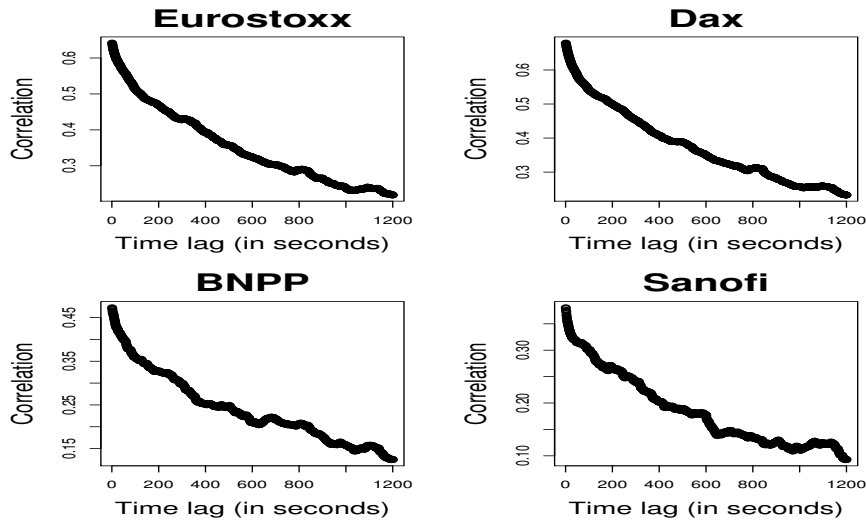 Eurostoxx
Correlation
0.3 0.4 0.5 0.6
0 200 400 600 800 1200
Time lag (in seconds)
Dax
Correlation
0.3 0.4 0.5 0.6
0 200 400 600 800 1200
Time lag (in seconds)
BNPP
Correlation
0.15 0.25 0.35 0.45
0 200 400 600 800 1200
Time lag (in seconds)
Sanofi
Correlation
0.10 0.20 0.30
0 200 400 600 800 1200
Time lag (in seconds)